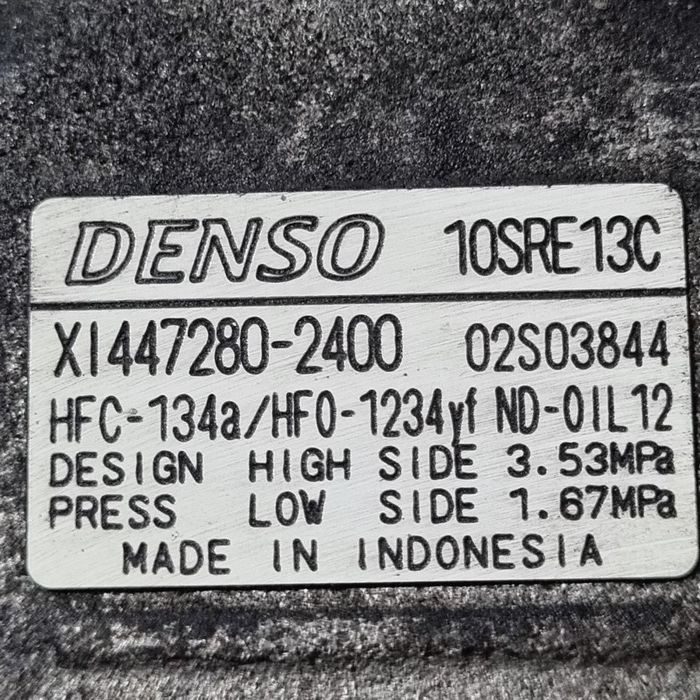 DENSO 10SRE13C
XI447280-2400 02S03844
HFC-134a/HFO-1234yf ND-OIL12
DESIGN HIGH SIDE 3.53MPa
PRESS LOW SIDE 1.67MPa
MADE IN INDONESIA